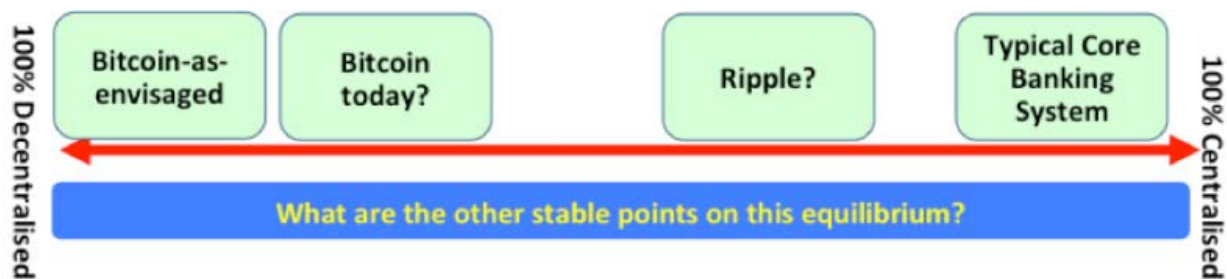 100% Decentralised
Bitcoin-as-
envisaged
Bitcoin
today?
Ripple?
Typical Core
Banking
System
100% Centralised
What are the other stable points on this equilibrium?